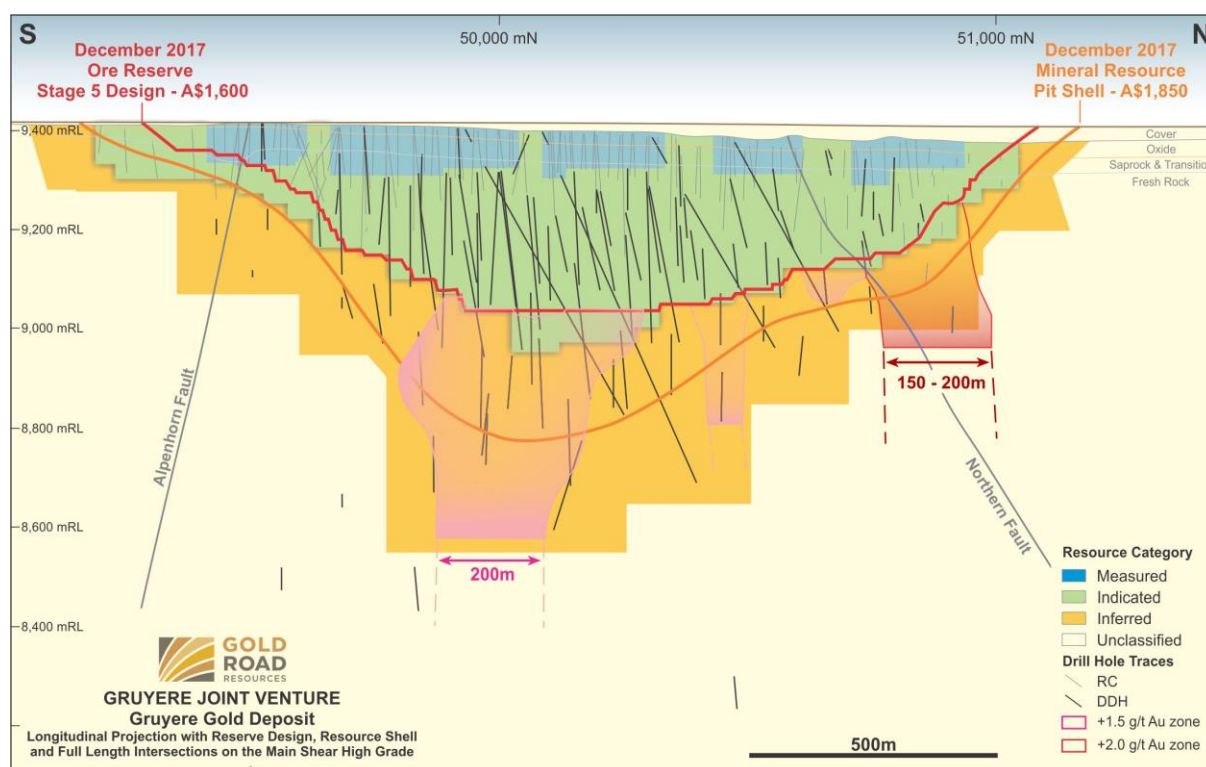 S
50,000 mN
51,000 mN
N
December 2017
Ore Reserve
Stage 5 Design - A$1,600
December 2017
Mineral Resource
Pit Shell - A$1,850
9,400 mRL
Cover
Oxide
Saprock & Transitio
Fresh Rock
9,200 mRL
9,000 mRL
8,800 mRL
8,600 mRL
8,400 mRL
Alpenhorn Fault
Northern Fault
150 - 200m
200m
Resource Category
Measured
Indicated
Inferred
Unclassified
Drill Hole Traces
RC
DDH
+1.5 g/t Au zone
+2.0 g/t Au zone
GOLD
ROAD
RESOURCES
GRUYERE JOINT VENTURE
Gruyere Gold Deposit
Longitudinal Projection with Reserve Design, Resource Shell
and Full Length Intersections on the Main Shear High Grade
500m